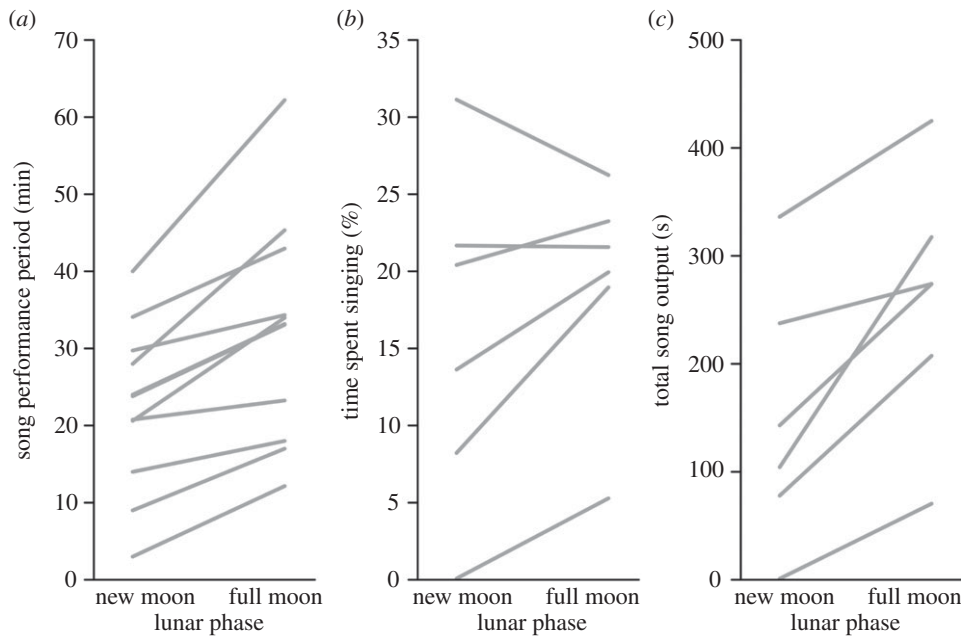 (a)
song performance period (min)
70
60
50
40
30
20
10
0
new moon full moon
lunar phase
(b)
time spent singing (%)
35
30
25
20
15
10
5
0
new moon full moon
lunar phase
(c)
total song output (s)
500
400
300
200
100
0
new moon full moon
lunar phase